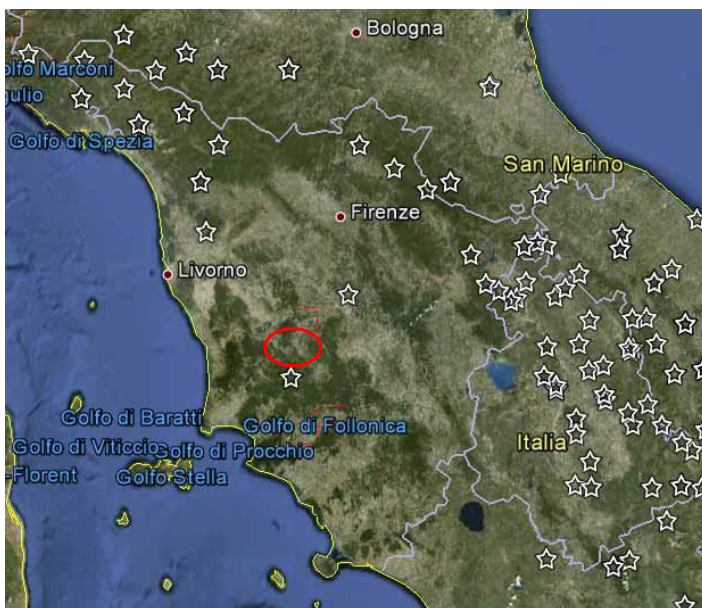 Bologna
olfo Marconi
gulio
Golfo di Spezia
San Marino
Firenze
Livorno
Golfo di Baratti
Golfo di Follonica
Golfo di Viticcio
Golfo di Procchio
Italia
-Florent
Golfo Stella